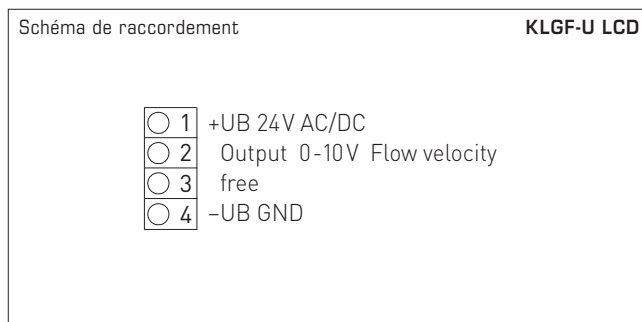 Schéma de raccordement KLGF-U LCD
1 +UB 24V AC/DC
2 Output 0-10V Flow velocity
3 free
4 –UB GND